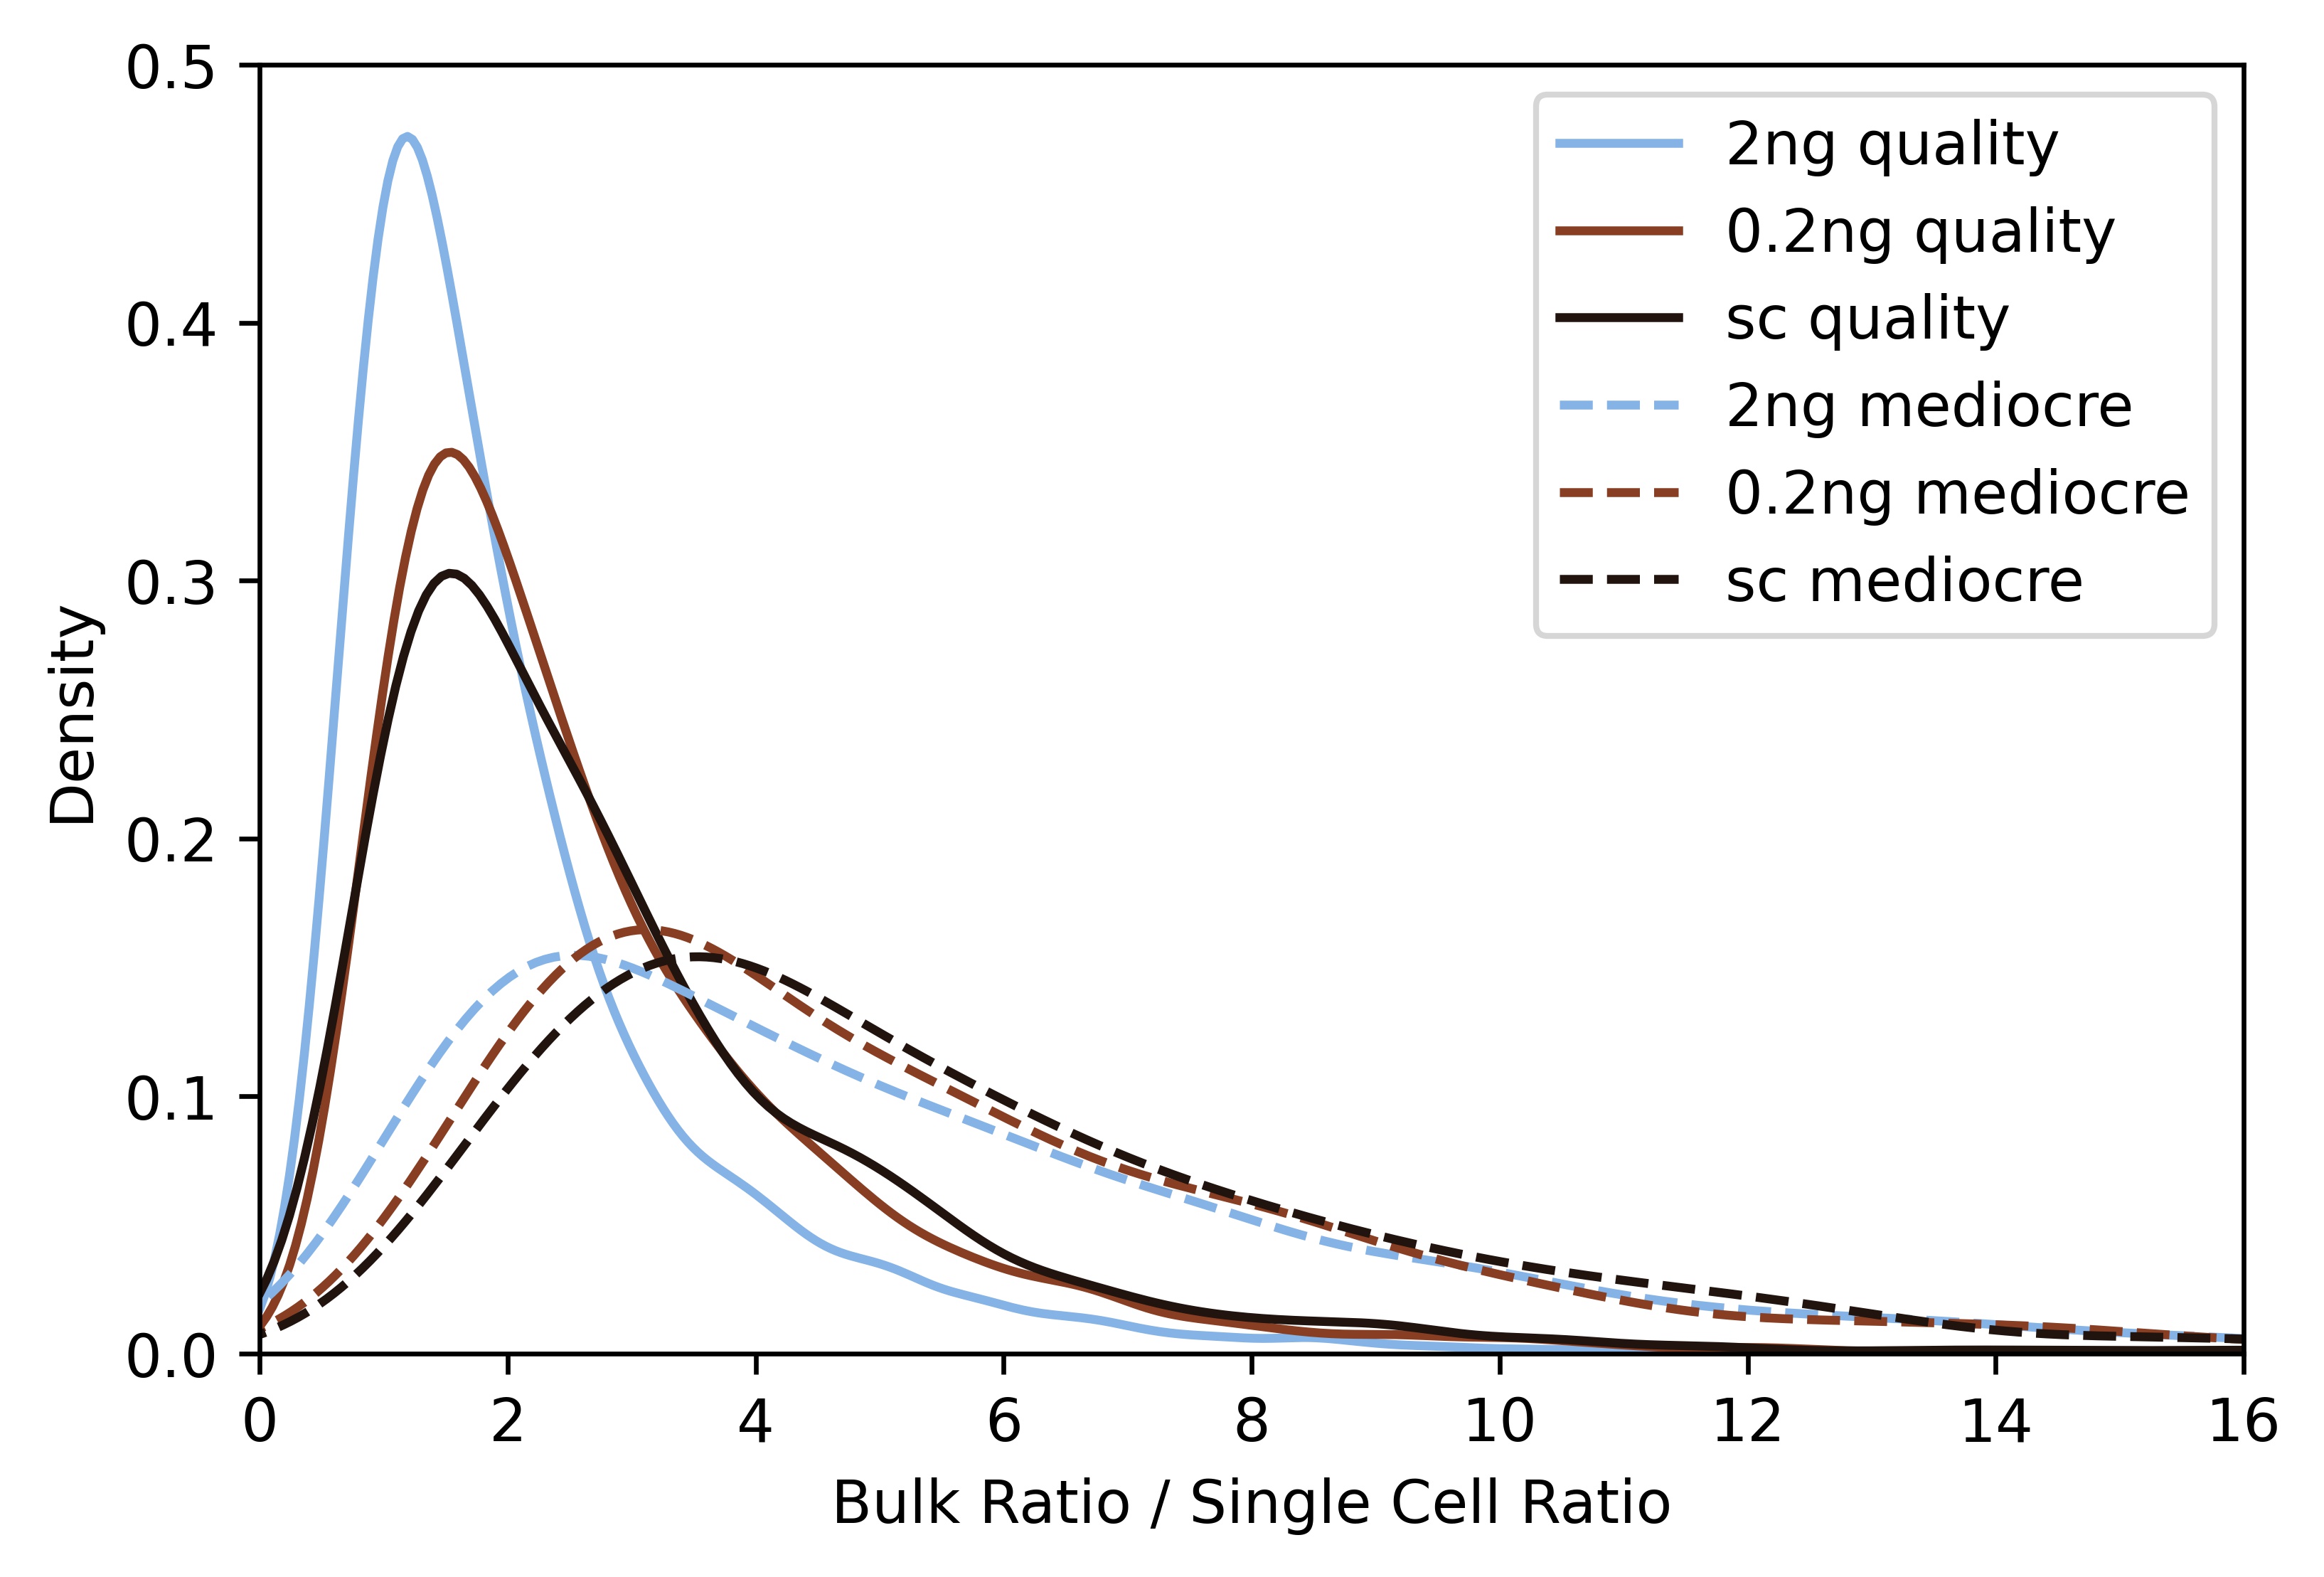 0.5
0.4
0.3
0.2
0.1
0.0
Density
0
2
4
6
8
10
12
14
16
Bulk Ratio / Single Cell Ratio
2ng quality
0.2ng quality
sc quality
2ng mediocre
0.2ng mediocre
sc mediocre